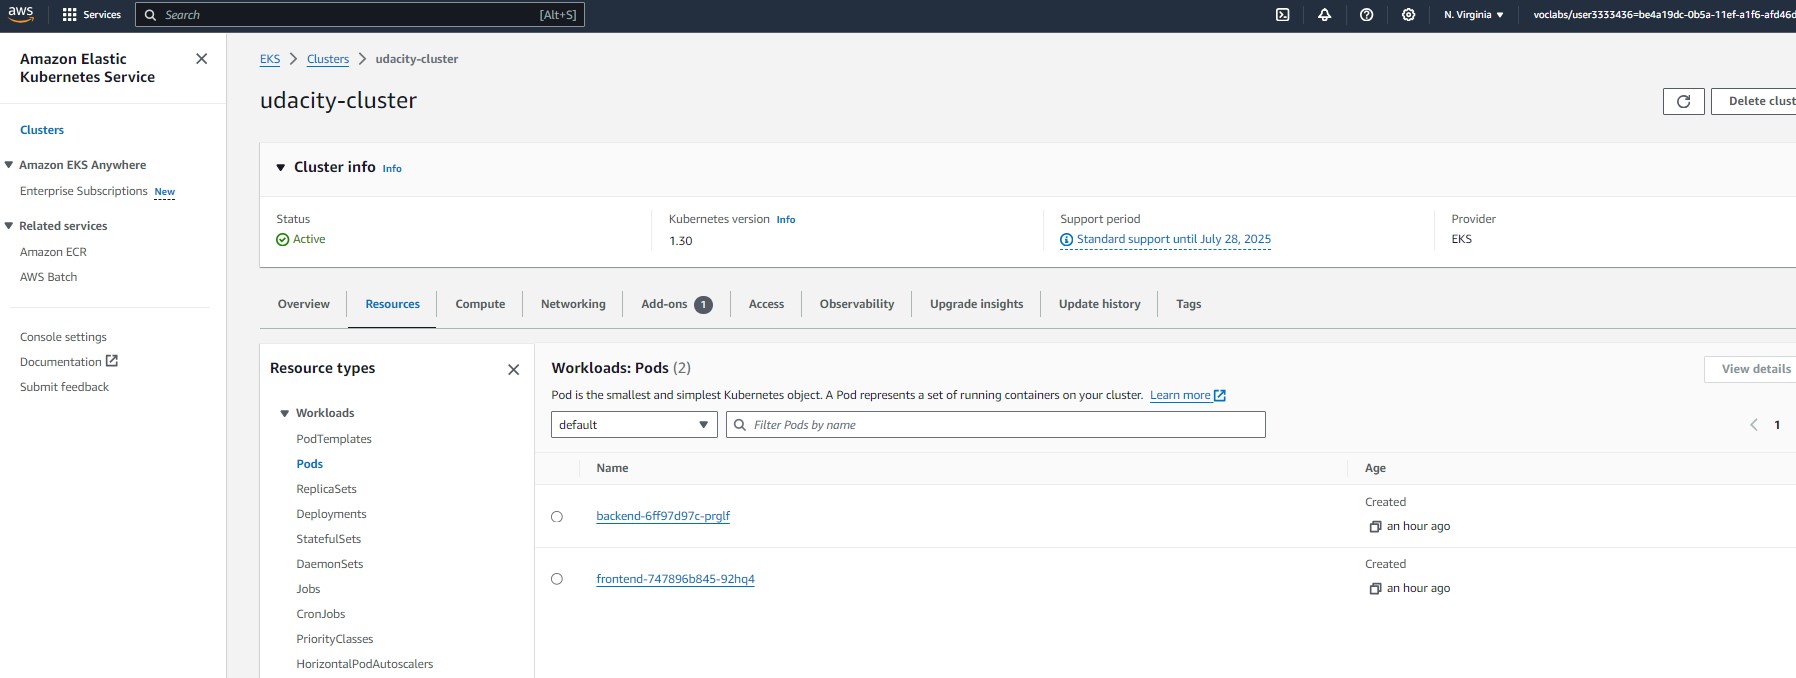 aws
Services
Search
[Alt+S]
N. Virginia
voclabs/user3333436=be4a19dc-0b5a-11ef-a1f6-afd46d
Amazon Elastic
Kubernetes Service
Clusters
Amazon EKS Anywhere
Enterprise Subscriptions New
Related services
Amazon ECR
AWS Batch
Console settings
Documentation
Submit feedback
EKS > Clusters > udacity-cluster
udacity-cluster
Delete clust
Cluster info Info
Status
Active
Kubernetes version Info
1.30
Support period
Standard support until July 28, 2025
Provider
EKS
Overview
Resources
Compute
Networking
Add-ons 1
Access
Observability
Upgrade insights
Update history
Tags
Resource types
Workloads
PodTemplates
Pods
ReplicaSets
Deployments
StatefulSets
DaemonSets
Jobs
CronJobs
PriorityClasses
HorizontalPodAutoscalers
Workloads: Pods (2)
View details
Pod is the smallest and simplest Kubernetes object. A Pod represents a set of running containers on your cluster. Learn more
default
Filter Pods by name
1
Name
Age
backend-6ff97d97c-prglf
Created
an hour ago
frontend-747896b845-92hq4
Created
an hour ago